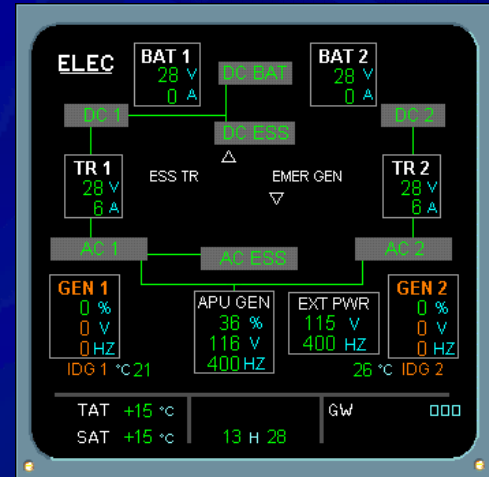 ELEC
BAT 1
28 V
0 A
DC BAT
BAT 2
28 V
0 A
DC 1
DC ESS
DC 2
TR 1
28 V
6 A
ESS TR
EMER GEN
TR 2
28 V
6 A
AC 1
AC ESS
AC 2
GEN 1
0 %
0 V
0 HZ
APU GEN
36 %
116 V
400 HZ
EXT PWR
115 V
400 HZ
GEN 2
0 %
0 V
0 HZ
IDG 1 °C 21
26 °C IDG 2
TAT +15 °C
GW
SAT +15 °C
13 H 28